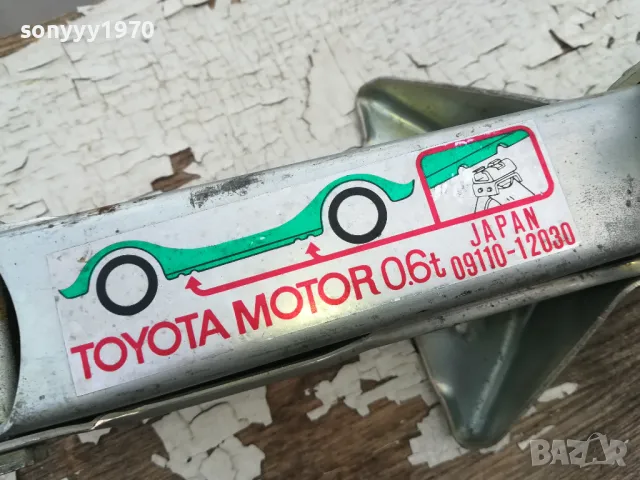 sonyyy1970
TOYOTA MOTOR 0.6t
JAPAN
09110-12030
BAZAR